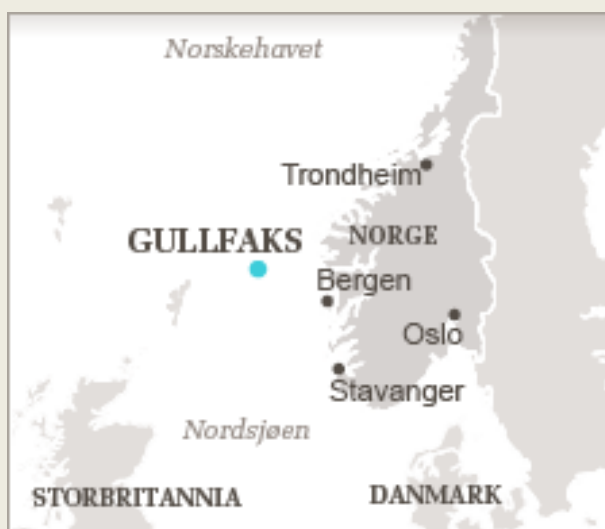 Norskehavet
Trondheim
NORGE
GULLFAKS
Bergen
Oslo
Stavanger
Nordsjøen
STORBRITANNIA
DANMARK